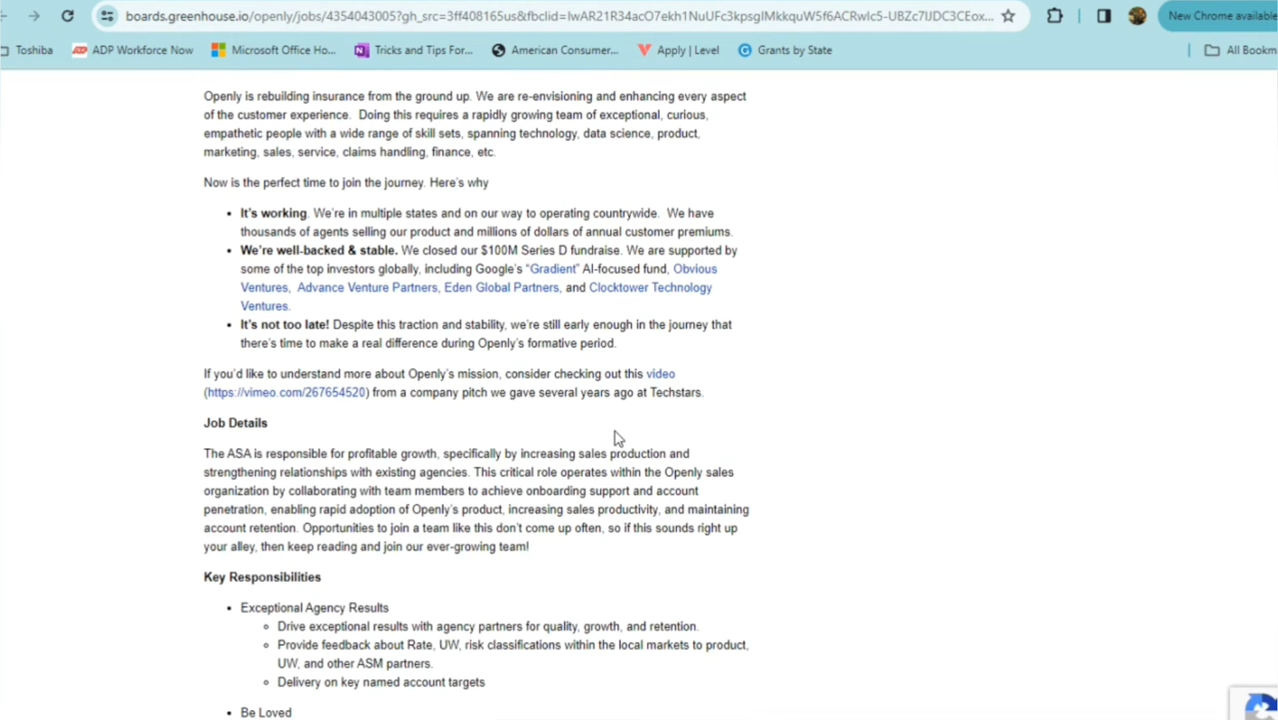 boards.greenhouse.io/openly/jobs/4354043005?gh_src=3ff408165us&fbclid=IwAR21R34acO7ekh1NuUFc3kpsgIMkkquW5f6ACRwIc5-UBZc7IJDC3CEox...
New Chrome available
Toshiba
ADP Workforce Now
Microsoft Office Ho...
Tricks and Tips For...
American Consumer...
Apply | Level
Grants by State
All Bookm
Openly is rebuilding insurance from the ground up. We are re-envisioning and enhancing every aspect
of the customer experience. Doing this requires a rapidly growing team of exceptional, curious,
empathetic people with a wide range of skill sets, spanning technology, data science, product,
marketing, sales, service, claims handling, finance, etc.
Now is the perfect time to join the journey. Here's why
• It's working. We're in multiple states and on our way to operating countrywide. We have
thousands of agents selling our product and millions of dollars of annual customer premiums.
• We're well-backed & stable. We closed our $100M Series D fundraise. We are supported by
some of the top investors globally, including Google's “Gradient” AI-focused fund, Obvious
Ventures, Advance Venture Partners, Eden Global Partners, and Clocktower Technology
Ventures.
• It's not too late! Despite this traction and stability, we're still early enough in the journey that
there's time to make a real difference during Openly's formative period.
If you'd like to understand more about Openly's mission, consider checking out this video
(https://vimeo.com/267654520) from a company pitch we gave several years ago at Techstars.
Job Details
The ASA is responsible for profitable growth, specifically by increasing sales production and
strengthening relationships with existing agencies. This critical role operates within the Openly sales
organization by collaborating with team members to achieve onboarding support and account
penetration, enabling rapid adoption of Openly's product, increasing sales productivity, and maintaining
account retention. Opportunities to join a team like this don't come up often, so if this sounds right up
your alley, then keep reading and join our ever-growing team!
Key Responsibilities
• Exceptional Agency Results
◦ Drive exceptional results with agency partners for quality, growth, and retention.
◦ Provide feedback about Rate, UW, risk classifications within the local markets to product,
UW, and other ASM partners.
◦ Delivery on key named account targets
• Be Loved